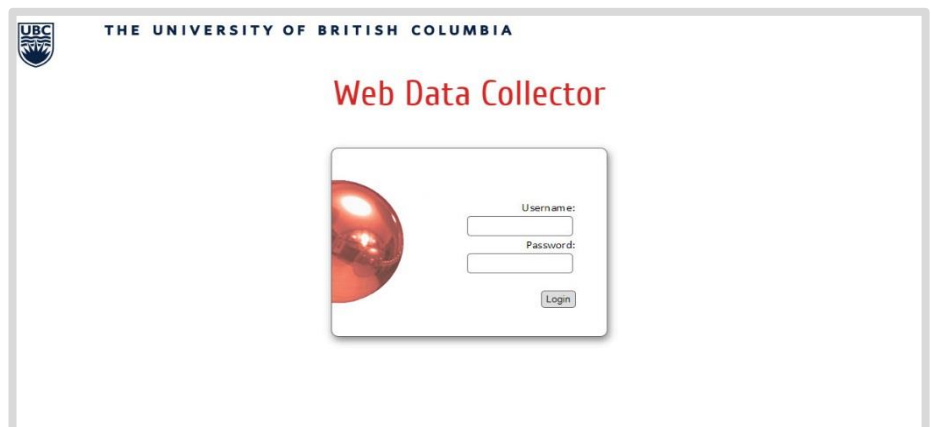 UBC
THE UNIVERSITY OF BRITISH COLUMBIA
Web Data Collector
Username:
Password:
Login